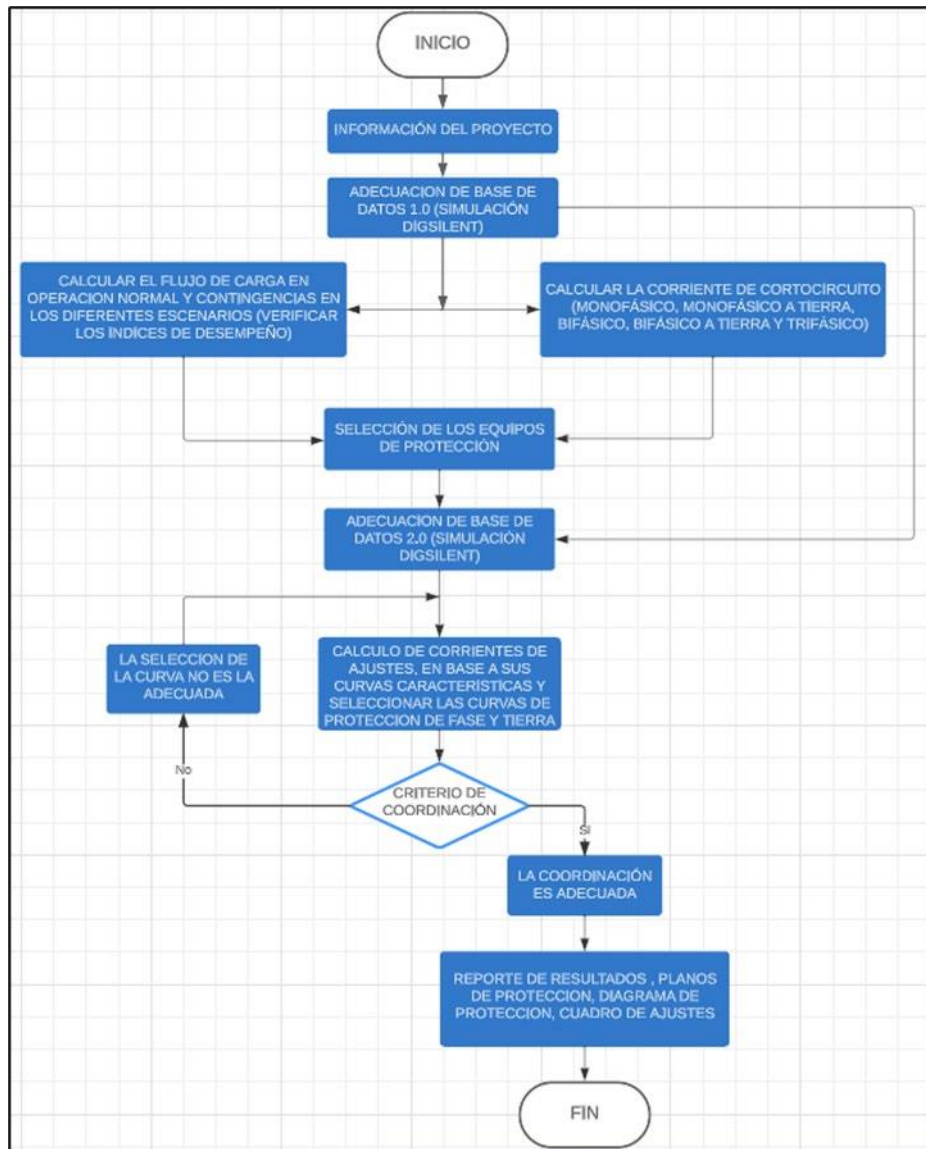 INICIO
INFORMACIÓN DEL PROYECTO
ADECUACION DE BASE DE
DATOS 1.0 (SIMULACIÓN
DIGSILENT)
CALCULAR EL FLUJO DE CARGA EN
OPERACION NORMAL Y CONTINGENCIAS EN
LOS DIFERENTES ESCENARIOS (VERIFICAR
LOS INDICES DE DESEMPEÑO)
CALCULAR LA CORRIENTE DE CORTOCIRCUITO
(MONOFÁSICO, MONOFÁSICO A TIERRA,
BIFÁSICO, BIFÁSICO A TIERRA Y TRIFÁSICO)
SELECCIÓN DE LOS EQUIPOS
DE PROTECCIÓN
ADECUACION DE BASE DE
DATOS 2.0 (SIMULACIÓN
DIGSILENT)
LA SELECCION DE
LA CURVA NO ES LA
ADECUADA
CALCULO DE CORRIENTES DE
AJUSTES, EN BASE A SUS
CURVAS CARACTERÍSTICAS Y
SELECCIONAR LAS CURVAS DE
PROTECCION DE FASE Y TIERRA
No
CRITERIO DE
COORDINACIÓN
Si
LA COORDINACIÓN
ES ADECUADA
REPORTE DE RESULTADOS , PLANOS
DE PROTECCION, DIAGRAMA DE
PROTECCION, CUADRO DE AJUSTES
FIN